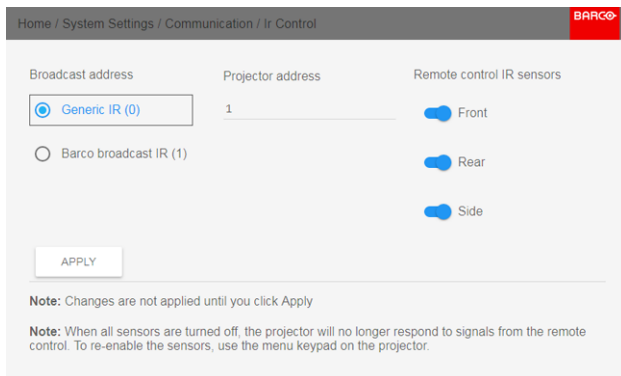 Home / System Settings / Communication / Ir Control
BARCO
Broadcast address
Projector address
Remote control IR sensors
Generic IR (0)
1
Front
Barco broadcast IR (1)
Rear
Side
APPLY
Note: Changes are not applied until you click Apply
Note: When all sensors are turned off, the projector will no longer respond to signals from the remote
control. To re-enable the sensors, use the menu keypad on the projector.